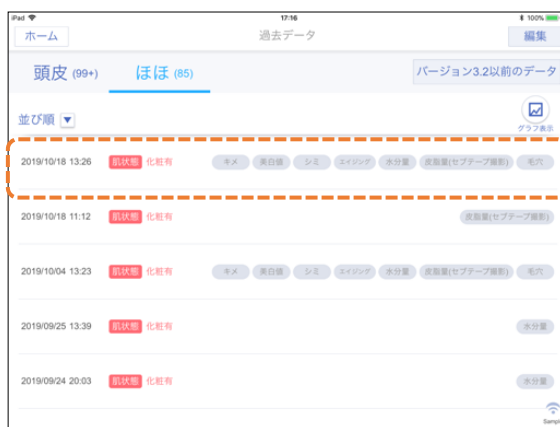 iPad 17:16 100%
ホーム 過去データ 編集
頭皮 (99+) ほほ (85) バージョン3.2以前のデータ
並び順 ▼
グラフ表示
2019/10/18 13:26 肌状態 化粧有 キメ 美白値 シミ エイジング 水分量 皮脂量(セブテープ撮影) 毛穴
2019/10/18 11:12 肌状態 化粧有 皮脂量(セブテープ撮影)
2019/10/04 13:23 肌状態 化粧有 キメ 美白値 シミ エイジング 水分量 皮脂量(セブテープ撮影) 毛穴
2019/09/25 13:39 肌状態 化粧有 水分量
2019/09/24 20:03 肌状態 化粧有 水分量